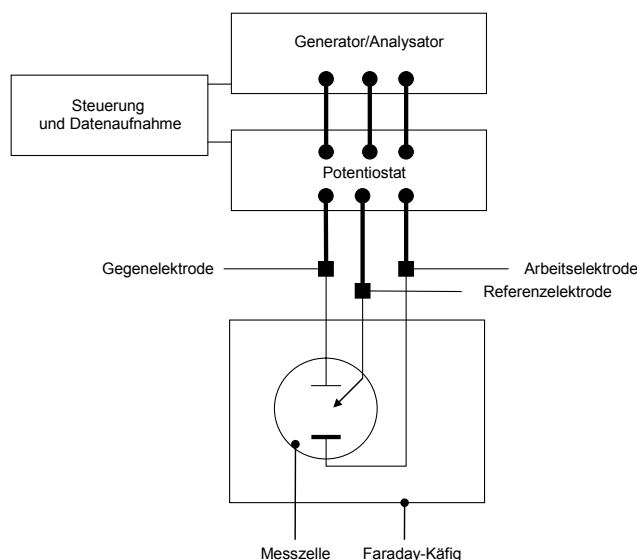 Generator/Analysator
Steuerung
und Datenaufnahme
Potentiostat
Gegenelektrode
Arbeitselektrode
Referenzelektrode
Messzelle
Faraday-Käfig